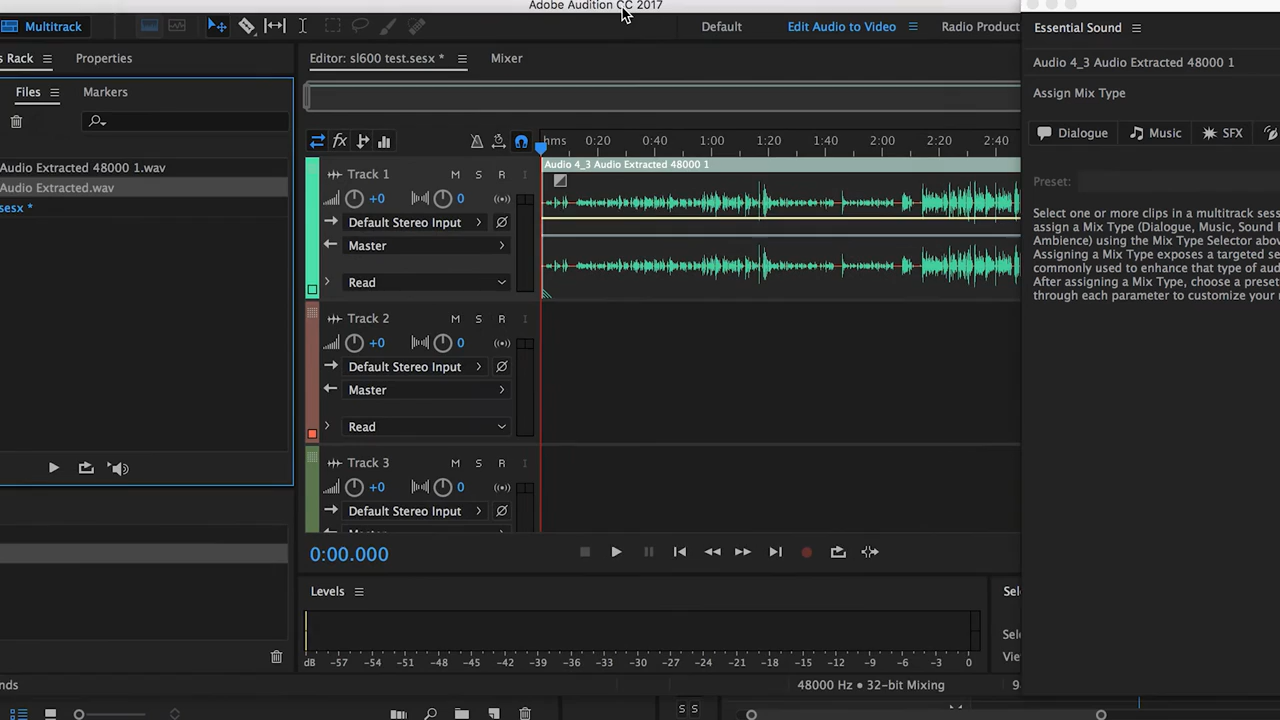 Adobe Audition CC 2017
Multitrack
Default
Edit Audio to Video
Radio Product
Essential Sound
s Rack
Properties
Editor: sl600 test.sesx *
Mixer
Audio 4_3 Audio Extracted 48000 1
Files
Markers
Assign Mix Type
Dialogue
Music
SFX
hms
0:20
0:40
1:00
1:20
1:40
2:00
2:20
2:40
Audio Extracted 48000 1.wav
Audio 4_3 Audio Extracted 48000 1
Track 1
M
S
R
I
Preset:
Audio Extracted.wav
+0
0
sesx *
Default Stereo Input
Select one or more clips in a multitrack sess
assign a Mix Type (Dialogue, Music, Sound E
Ambience) using the Mix Type Selector abov
Master
Assigning a Mix Type exposes a targeted se
commonly used to enhance that type of aud
After assigning a Mix Type, choose a preset
through each parameter to customize your r
Read
Track 2
M
S
R
I
+0
0
Default Stereo Input
Master
Read
Track 3
M
S
R
I
+0
0
Default Stereo Input
0:00.000
Levels
Sele
Sele
Vie
dB
-57
-54
-51
-48
-45
-42
-39
-36
-33
-30
-27
-24
-21
-18
-15
-12
-9
-6
-3
0
nds
48000 Hz • 32-bit Mixing
9
S
S